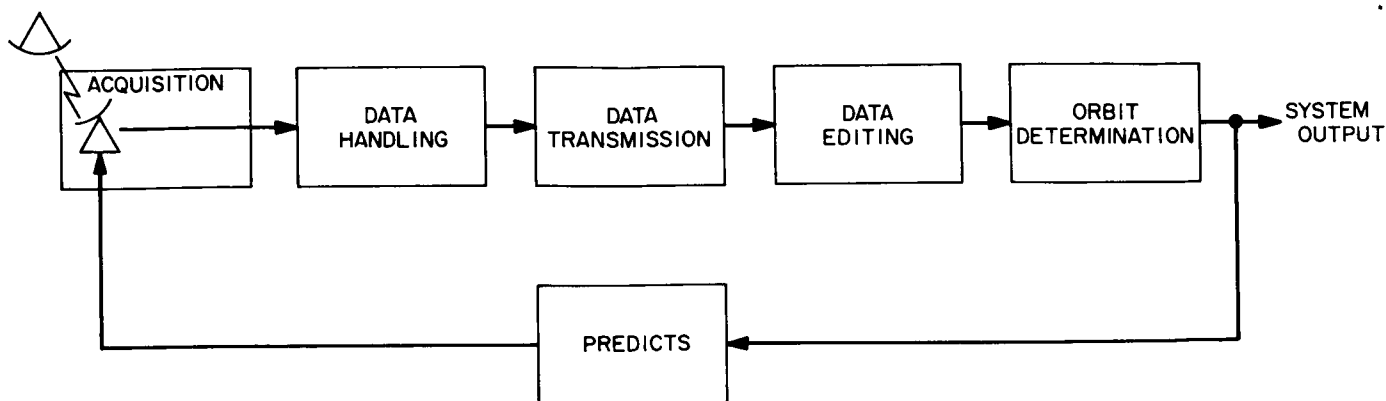 ACQUISITION
DATA
HANDLING
DATA
TRANSMISSION
DATA
EDITING
ORBIT
DETERMINATION
SYSTEM
OUTPUT
PREDICTS